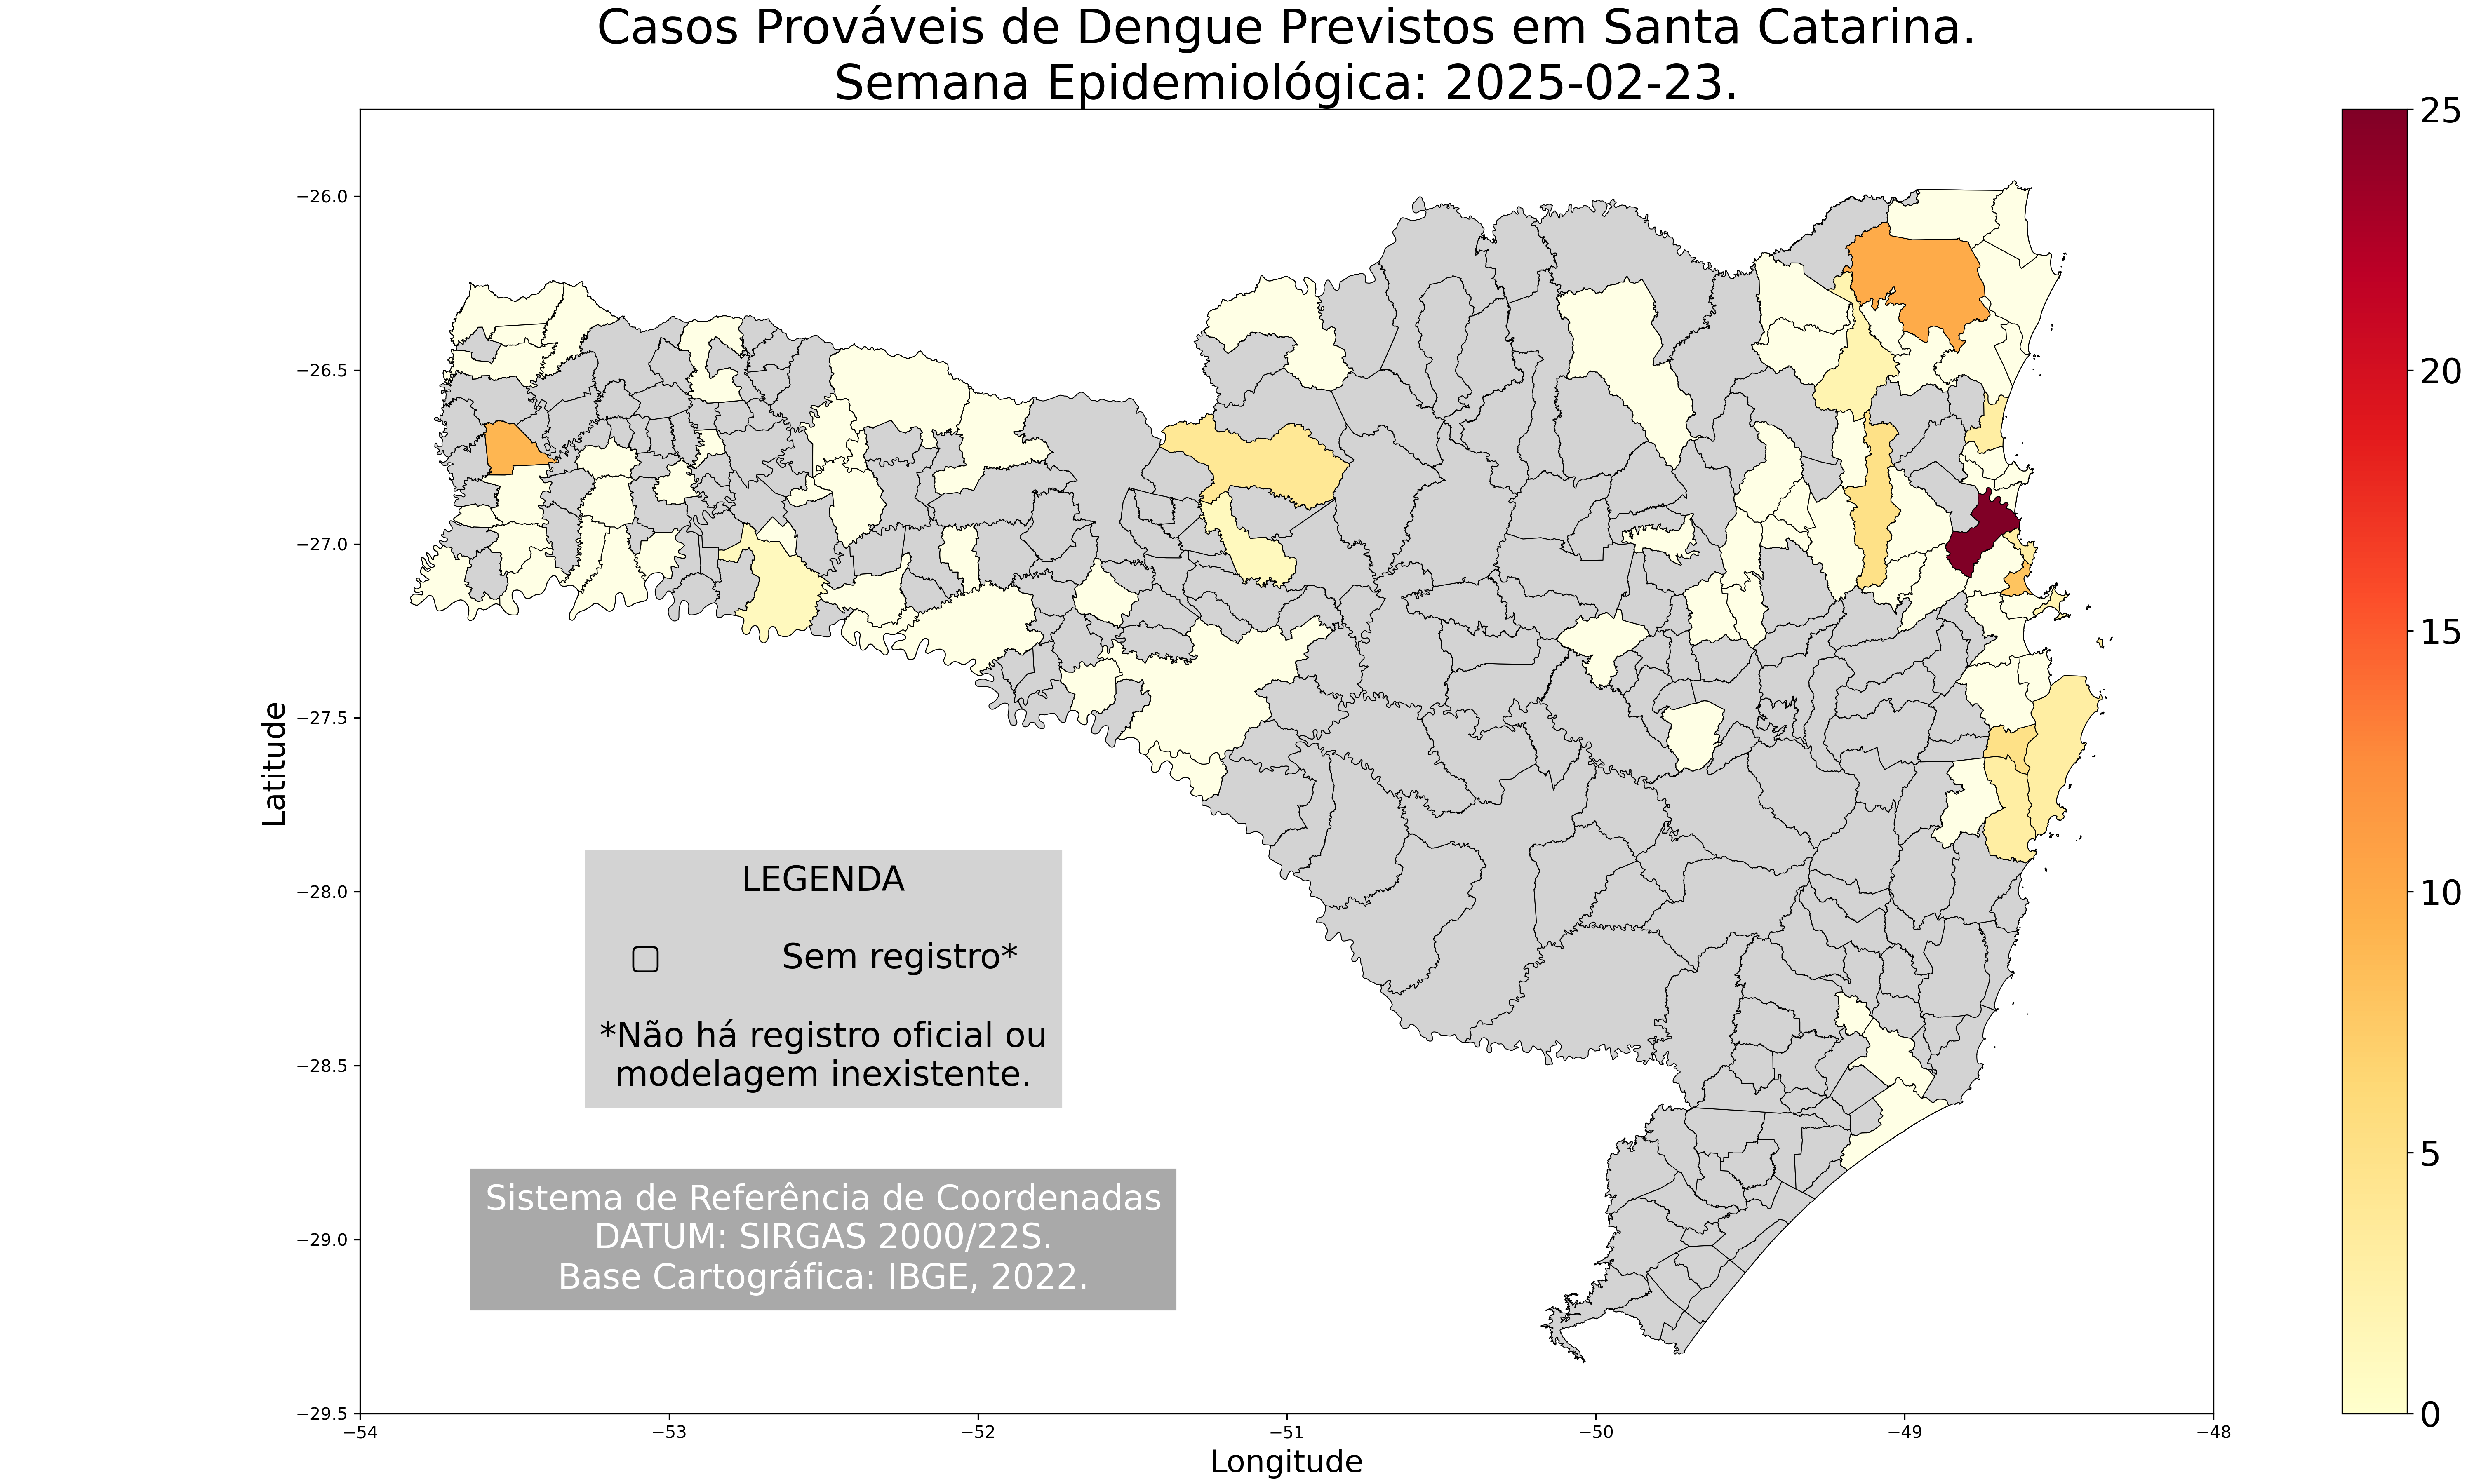 Casos Prováveis de Dengue Previstos em Santa Catarina.
Semana Epidemiológica: 2025-02-23.
25
20
15
10
5
0
−26.0
−26.5
−27.0
−27.5
−28.0
−28.5
−29.0
−29.5
Latitude
LEGENDA
Sem registro*
*Não há registro oficial ou
modelagem inexistente.
Sistema de Referência de Coordenadas
DATUM: SIRGAS 2000/22S.
Base Cartográfica: IBGE, 2022.
−54
−53
−52
−51
−50
−49
−48
Longitude